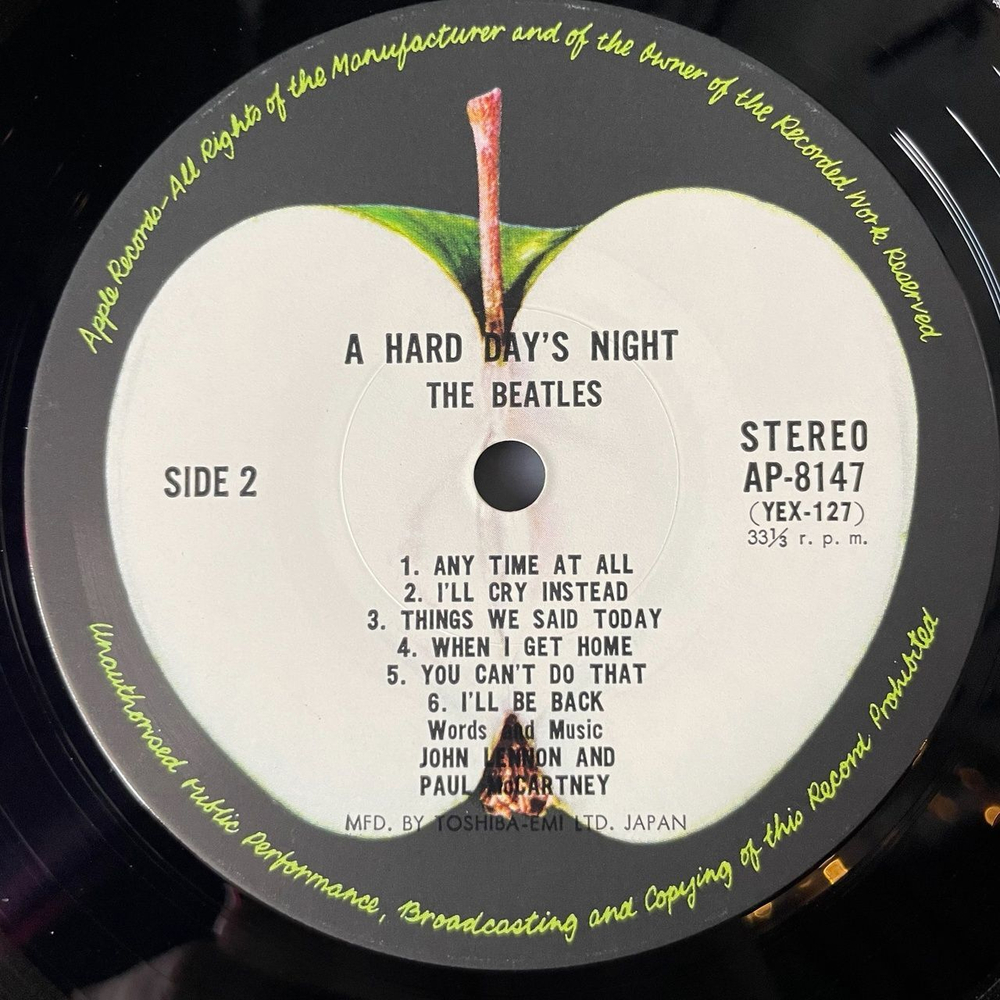 Apple Records-All Rights of the Manufacturer and of the Owner of the Recorded Work Reserved
A HARD DAY'S NIGHT
THE BEATLES
SIDE 2
STEREO
AP-8147
(YEX-127)
33⅓ r. p. m.
1. ANY TIME AT ALL
2. I'LL CRY INSTEAD
3. THINGS WE SAID TODAY
4. WHEN I GET HOME
5. YOU CAN'T DO THAT
6. I'LL BE BACK
Words and Music
JOHN LENNON AND
PAUL McCARTNEY
MFD. BY TOSHIBA-EMI LTD. JAPAN
Unauthorised Public Performance, Broadcasting and Copying of this Record Prohibited